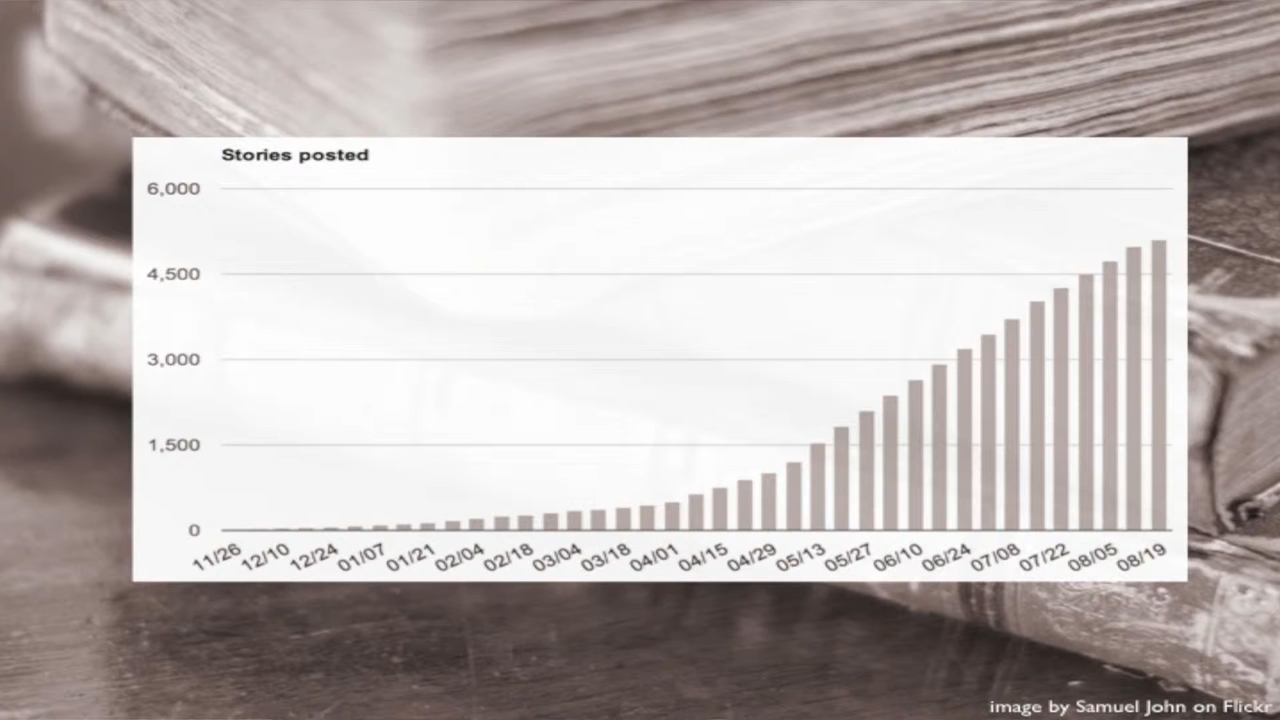 Stories posted
6,000
4,500
3,000
1,500
0
11/26 12/10 12/24 01/07 01/21 02/04 02/18 03/04 03/18 04/01 04/15 04/29 05/13 05/27 06/10 06/24 07/08 07/22 08/05 08/19
image by Samuel John on Flickr